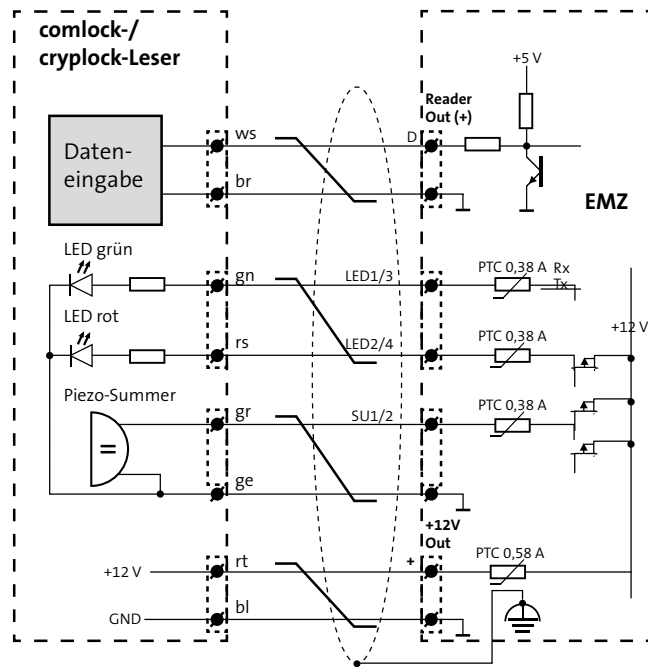 comlock-/
cryplock-Leser
+5 V
Reader
Out (+)
ws
D
Daten-
eingabe
br
EMZ
LED grün
gn
LED1/3
PTC 0,38 A
Rx
Tx
LED rot
rs
LED2/4
PTC 0,38 A
+12 V
Piezo-Summer
gr
SU1/2
PTC 0,38 A
=
ge
+12V
Out
+12 V
rt
+
PTC 0,58 A
GND
bl